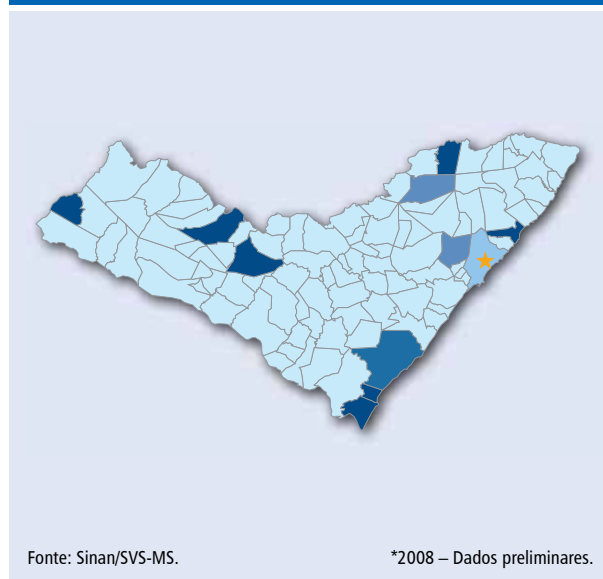 Fonte: Sinan/SVS-MS. *2008 – Dados preliminares.